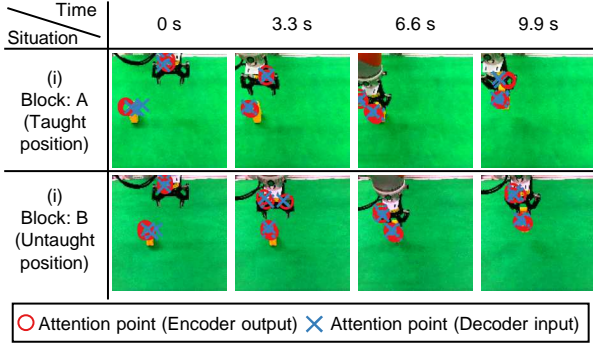 Time
Situation
0 s
3.3 s
6.6 s
9.9 s
(i)
Block: A
(Taught
position)
(i)
Block: B
(Untaught
position)
Attention point (Encoder output)
Attention point (Decoder input)